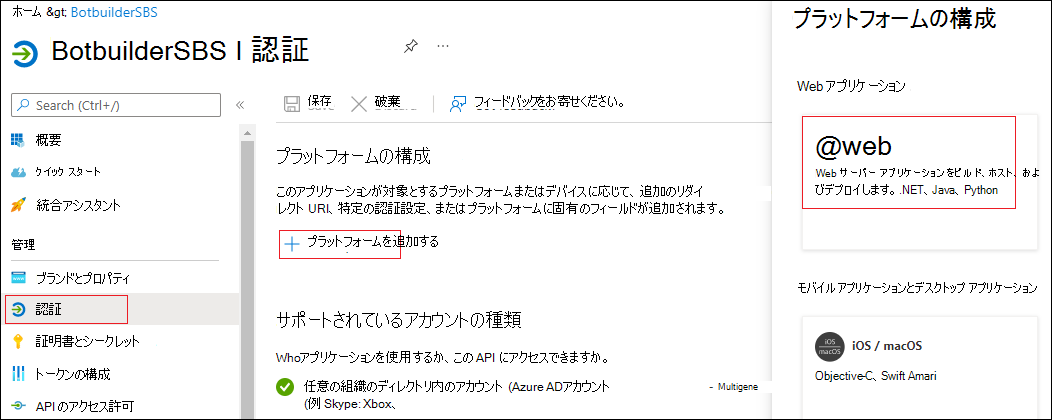 ホーム &gt; BotbuilderSBS
BotbuilderSBS | 認証
...
Search (Ctrl+/)
«
概要
クイック スタート
統合アシスタント
管理
ブランドとプロパティ
認証
証明書とシークレット
トークンの構成
APIのアクセス許可
保存
破棄
フィードバックをお寄せください。
プラットフォームの構成
このアプリケーションが対象とするプラットフォームまたはデバイスに応じて、追加のリダイ
レクト URI、特定の認証設定、またはプラットフォームに固有のフィールドが追加されます。
プラットフォームを追加する
サポートされているアカウントの種類
Whoアプリケーションを使用するか、この API にアクセスできますか。
任意の組織のディレクトリ内のアカウント (Azure ADアカウント - Multigene
(例 Skype: Xbox、
プラットフォームの構成
Web アプリケーション
@web
Web サーバー アプリケーションをビルド、ホスト、およ
びデプロイします。.NET、Java、Python
モバイル アプリケーションとデスクトップ アプリケーション
iOS
macOS
iOS / macOS
Objective-C、Swift Amari